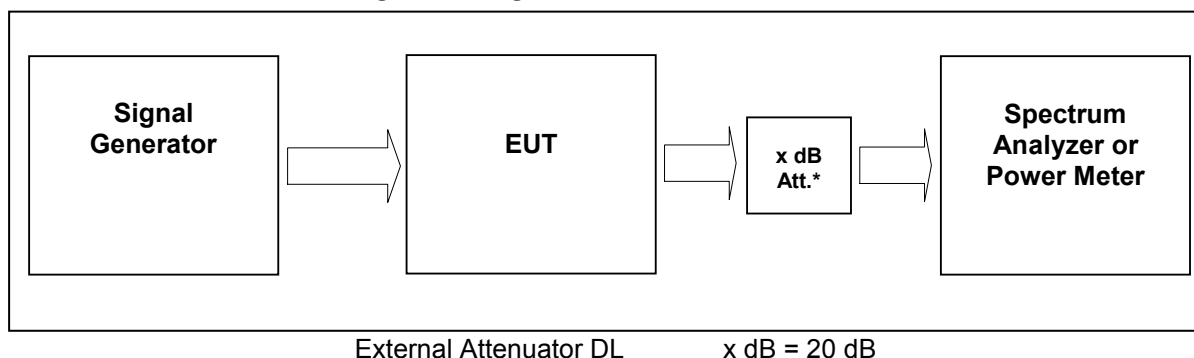 Signal
Generator
EUT
x dB
Att.*
Spectrum
Analyzer or
Power Meter
External Attenuator DL x dB = 20 dB